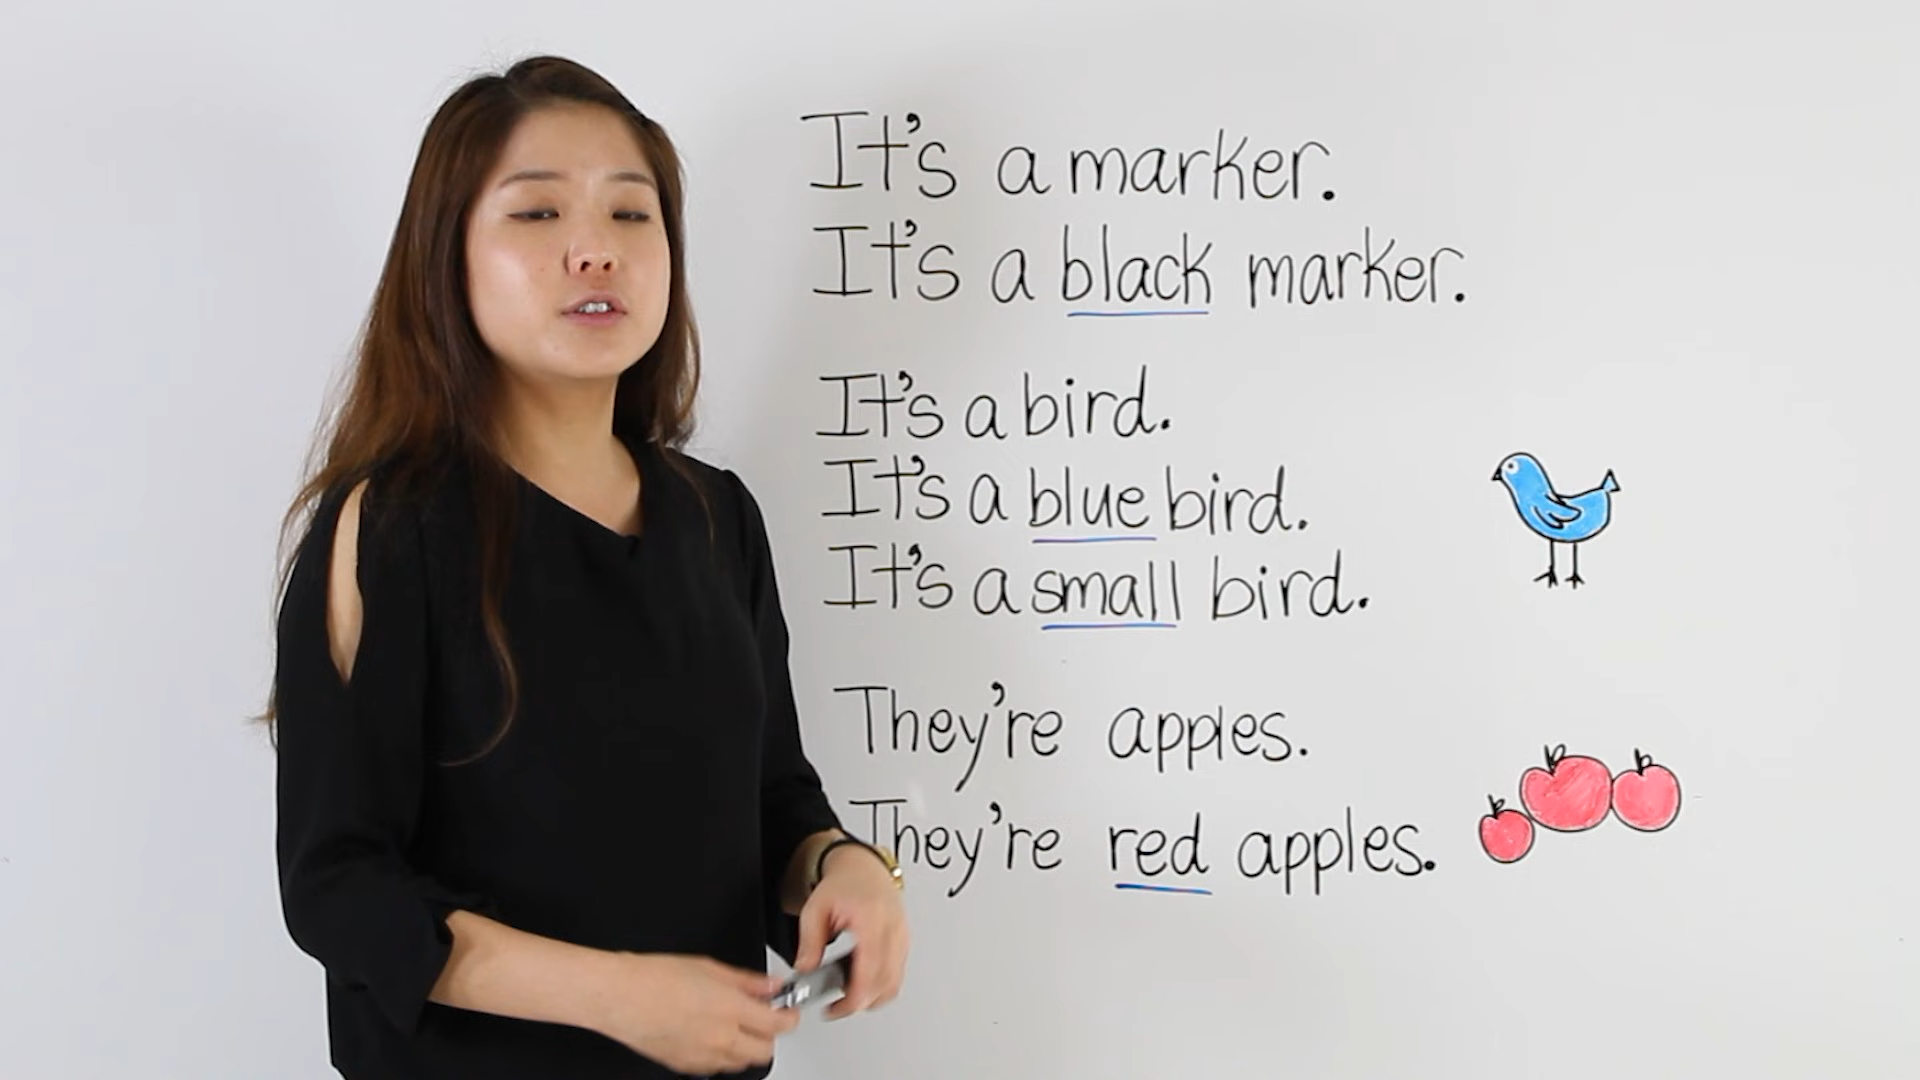 It's a marker.
It's a black marker.
It's a bird.
It's a blue bird.
It's a small bird.
They're apples.
They're red apples.